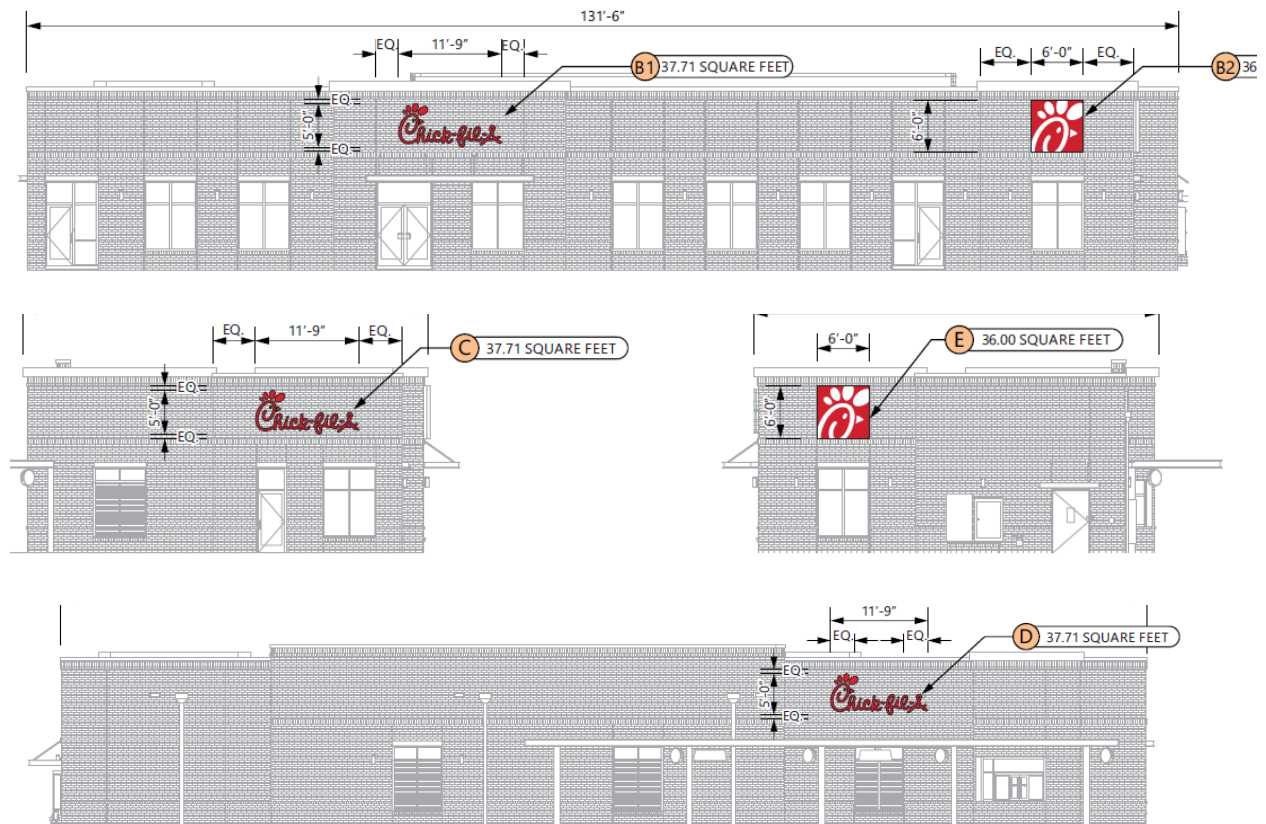 131'-6"
EQ. 11'-9" EQ.
B1 37.71 SQUARE FEET
EQ. 6'-0" EQ.
B2 36
EQ.
5'-0"
EQ.
Chick-fil-A
6'-0"
EQ. 11'-9" EQ.
C 37.71 SQUARE FEET
EQ.
5'-0"
EQ.
Chick-fil-A
6'-0"
E 36.00 SQUARE FEET
6'-0"
11'-9"
EQ. EQ.
D 37.71 SQUARE FEET
EQ.
5'-0"
EQ.
Chick-fil-A